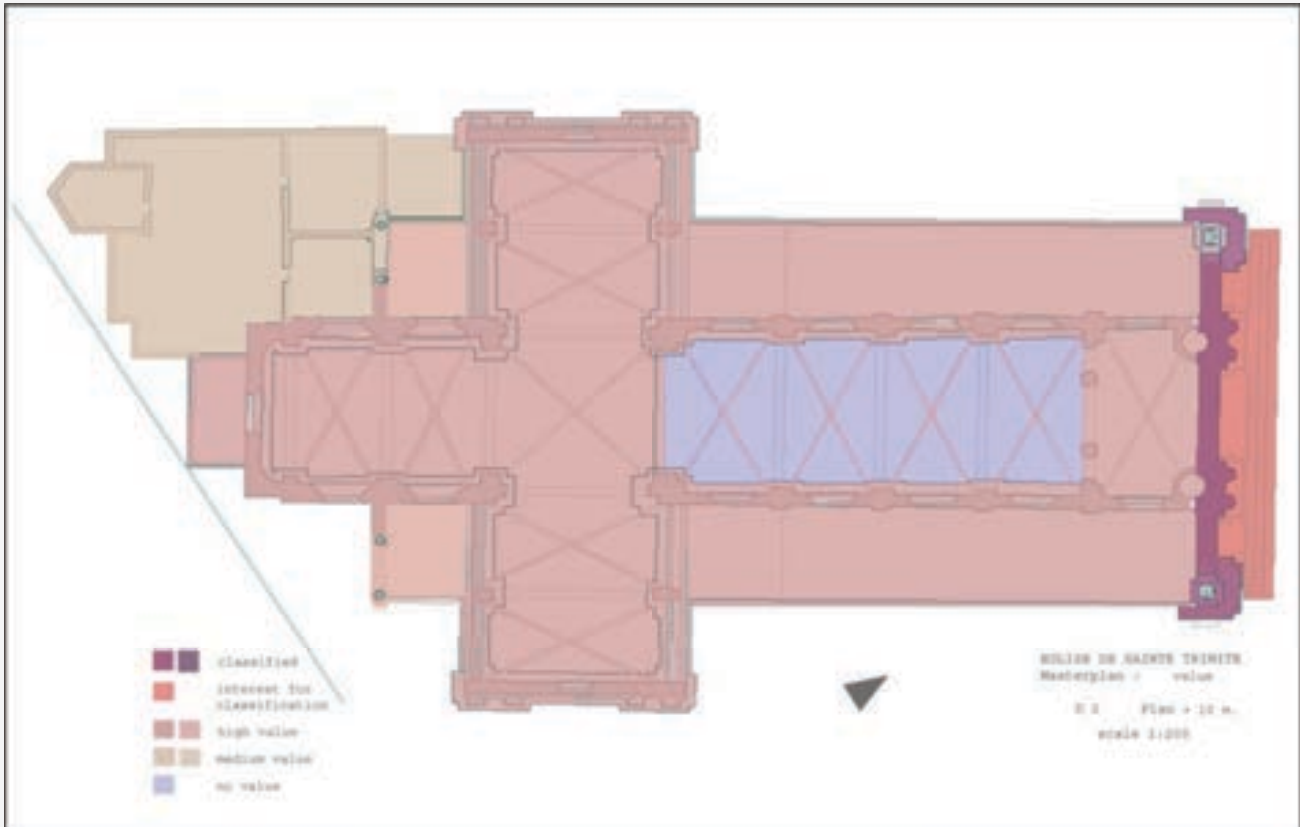 classified
interest for
classification
high value
medium value
no value
EGLISE DE SAINTE TRINITE
Masterplan : value
Plan + 10 m.
scale 1:200